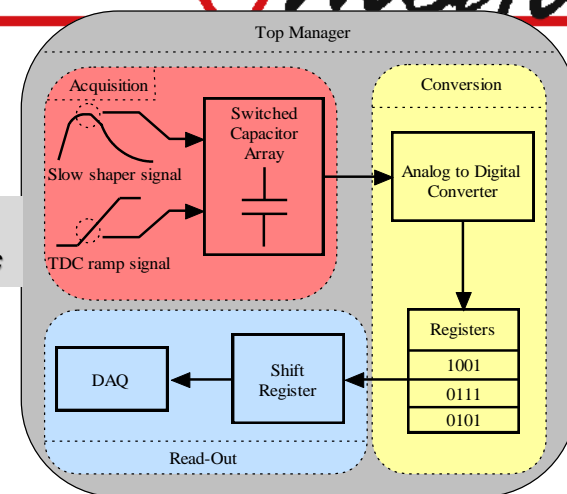 Top Manager
Acquisition
Conversion
Switched
Capacitor
Array
Slow shaper signal
TDC ramp signal
Analog to Digital
Converter
Registers
1001
0111
0101
DAQ
Shift
Register
Read-Out